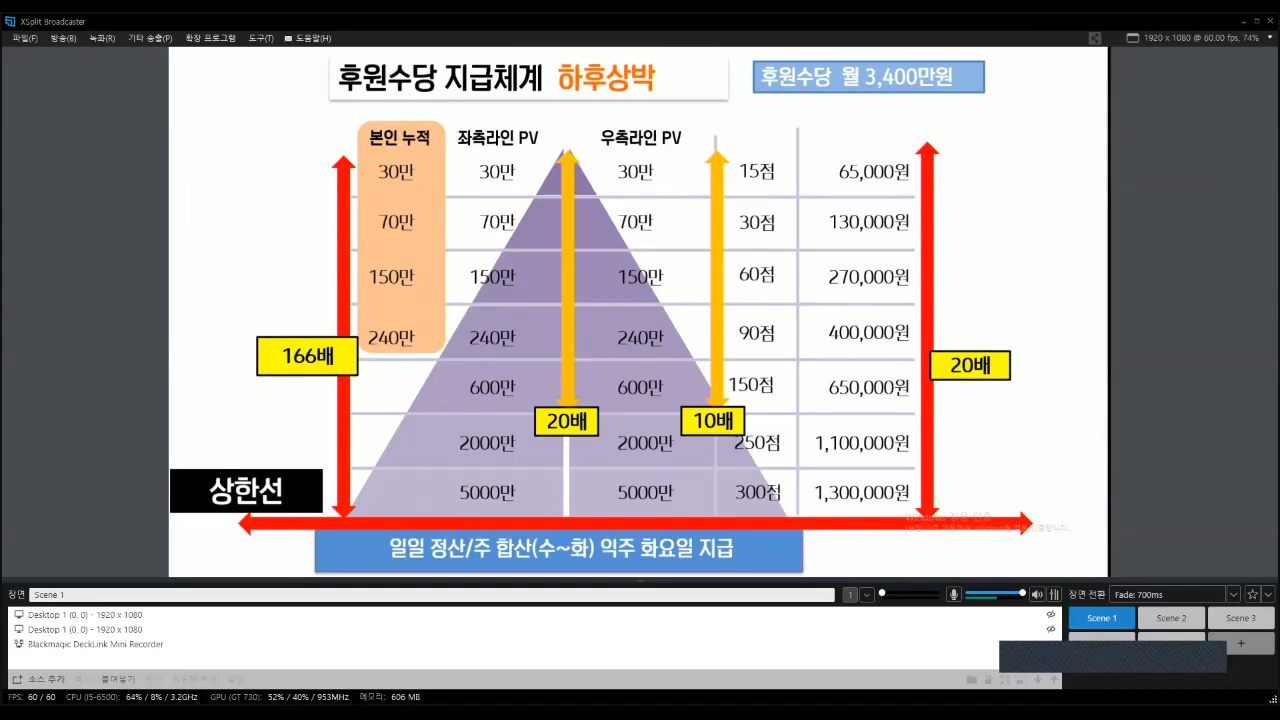 XSplit Broadcaster
파일(F) 방송(B) 녹화(R) 기타 송출(P) 확장 프로그램 도구(T) 도움말(H) 1920 x 1080 @ 60.00 fps, 74%
후원수당 지급체계 하후상박 후원수당 월 3,400만원
본인 누적 좌측라인 PV 우측라인 PV
30만 30만 30만 15점 65,000원
70만 70만 70만 30점 130,000원
150만 150만 150만 60점 270,000원
240만 240만 240만 90점 400,000원
166배 20배
600만 600만 150점 650,000원
20배 10배
2000만 2000만 250점 1,100,000원
상한선 5000만 5000만 300점 1,300,000원
Windows 정품 인증
일일 정산/주 합산(수~화) 익주 화요일 지급
장면 Scene 1 1 장면 전환 Fade: 700ms
Desktop 1 (0, 0) - 1920 x 1080 Scene 1 Scene 2 Scene 3
Desktop 1 (0, 0) - 1920 x 1080
Blackmagic DeckLink Mini Recorder
소스 추가 붙여넣기
FPS: 60 / 60 CPU (I5-6500): 64% / 8% / 3.2GHz GPU (GT 730): 52% / 40% / 953MHz 메모리: 606 MB